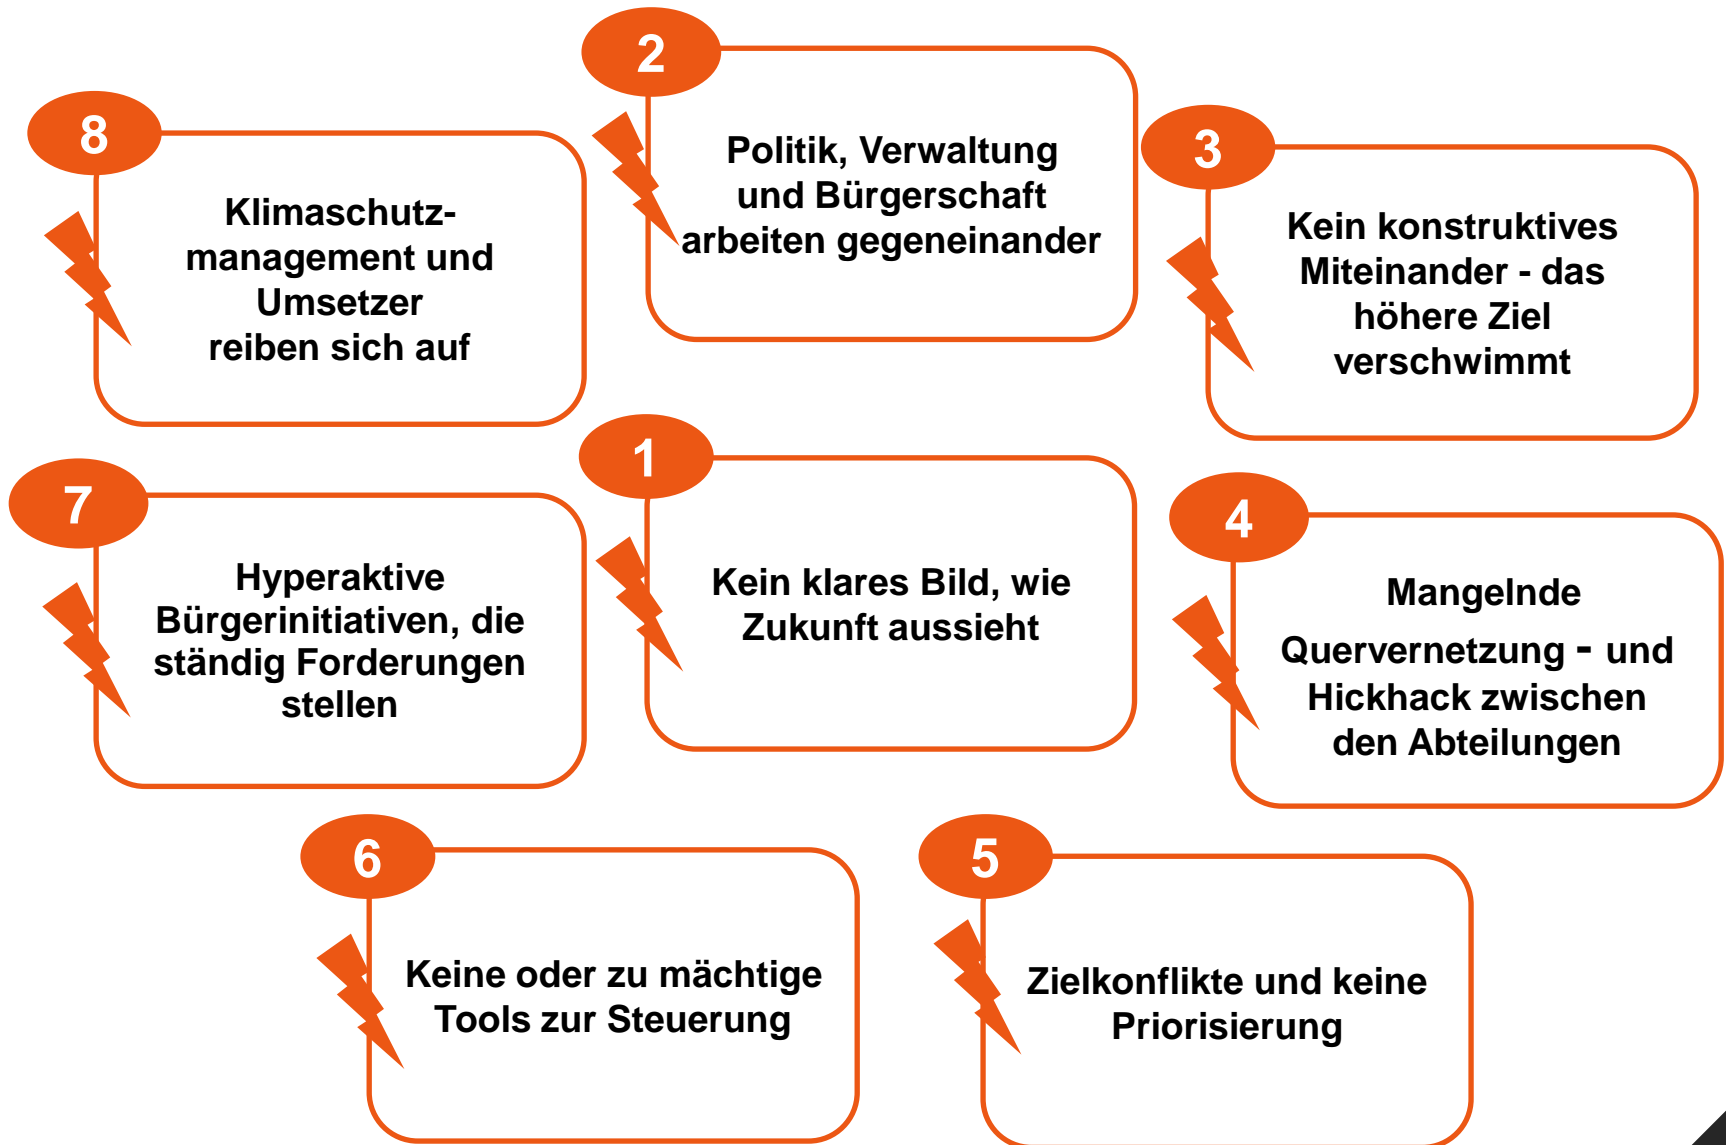 8
Klimaschutz-
management und
Umsetzer
reiben sich auf
2
Politik, Verwaltung
und Bürgerschaft
arbeiten gegeneinander
3
Kein konstruktives
Miteinander - das
höhere Ziel
verschwimmt
7
Hyperaktive
Bürgerinitiativen, die
ständig Forderungen
stellen
1
Kein klares Bild, wie
Zukunft aussieht
4
Mangelnde
Quervernetzung - und
Hickhack zwischen
den Abteilungen
6
Keine oder zu mächtige
Tools zur Steuerung
5
Zielkonflikte und keine
Priorisierung